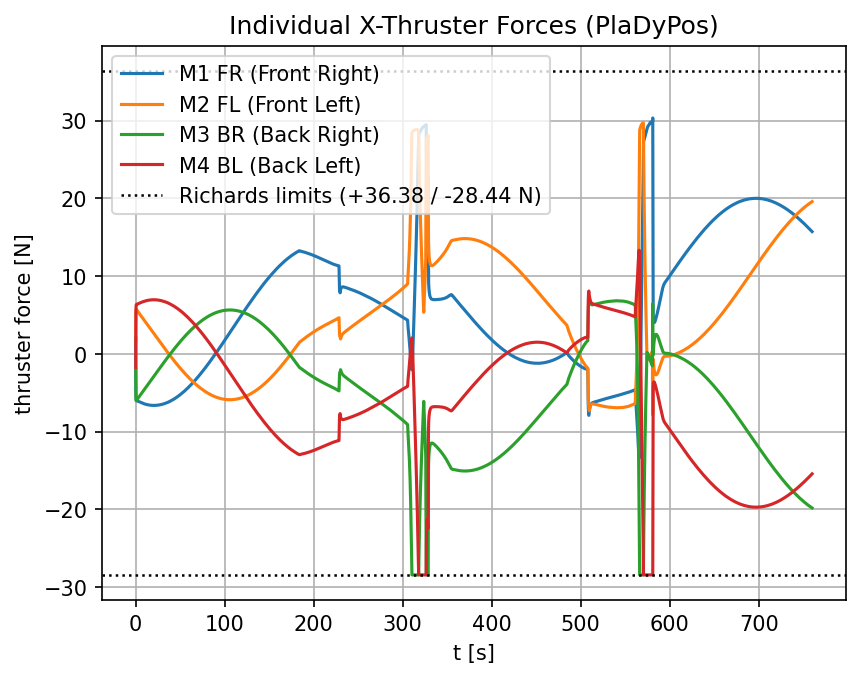 Individual X-Thruster Forces (PlaDyPos)
M1 FR (Front Right)
M2 FL (Front Left)
M3 BR (Back Right)
M4 BL (Back Left)
Richards limits (+36.38 / -28.44 N)
thruster force [N]
30
20
10
0
−10
−20
−30
0 100 200 300 400 500 600 700
t [s]